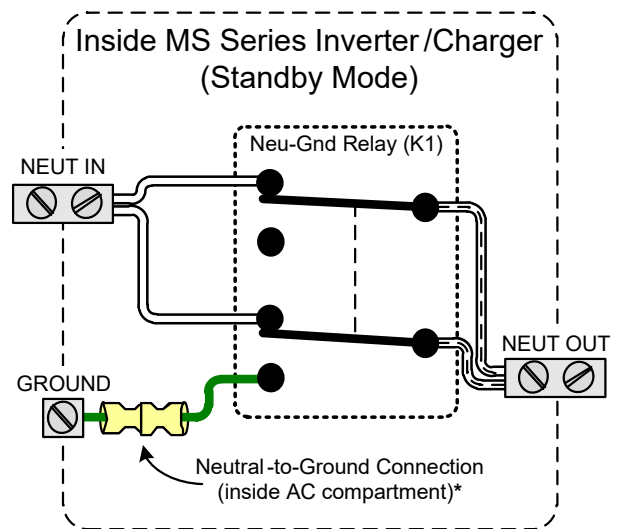 Inside MS Series Inverter/Charger
(Standby Mode)
Neu-Gnd Relay (K1)
NEUT IN
NEUT OUT
GROUND
Neutral-to-Ground Connection
(inside AC compartment)*